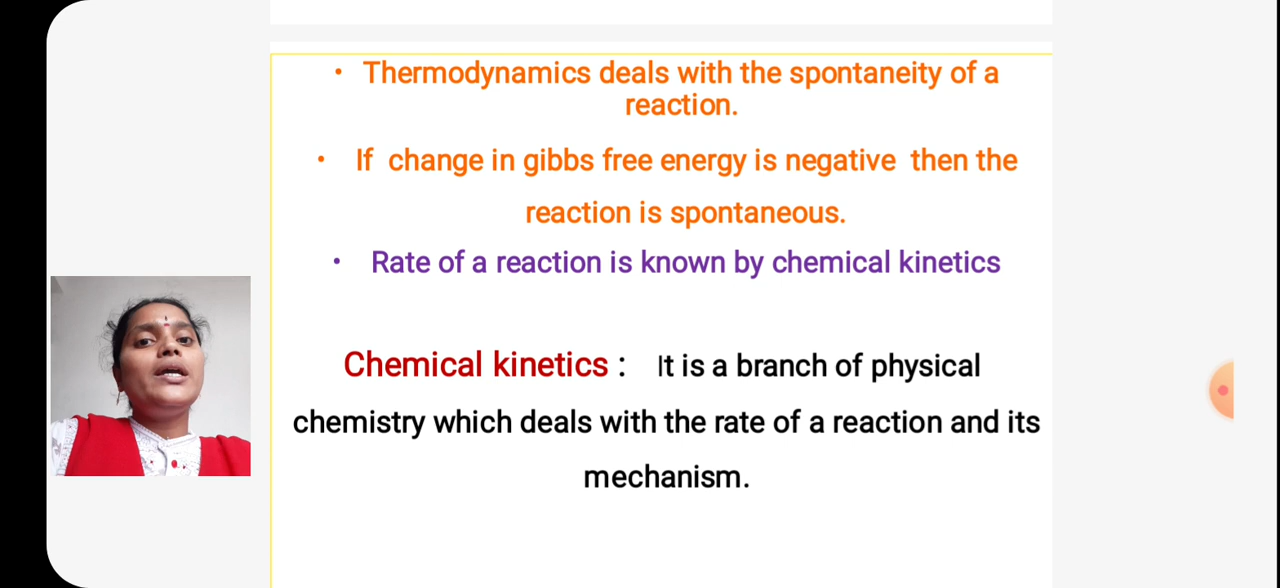 • Thermodynamics deals with the spontaneity of a
reaction.
• If change in gibbs free energy is negative then the
reaction is spontaneous.
• Rate of a reaction is known by chemical kinetics
Chemical kinetics : It is a branch of physical
chemistry which deals with the rate of a reaction and its
mechanism.